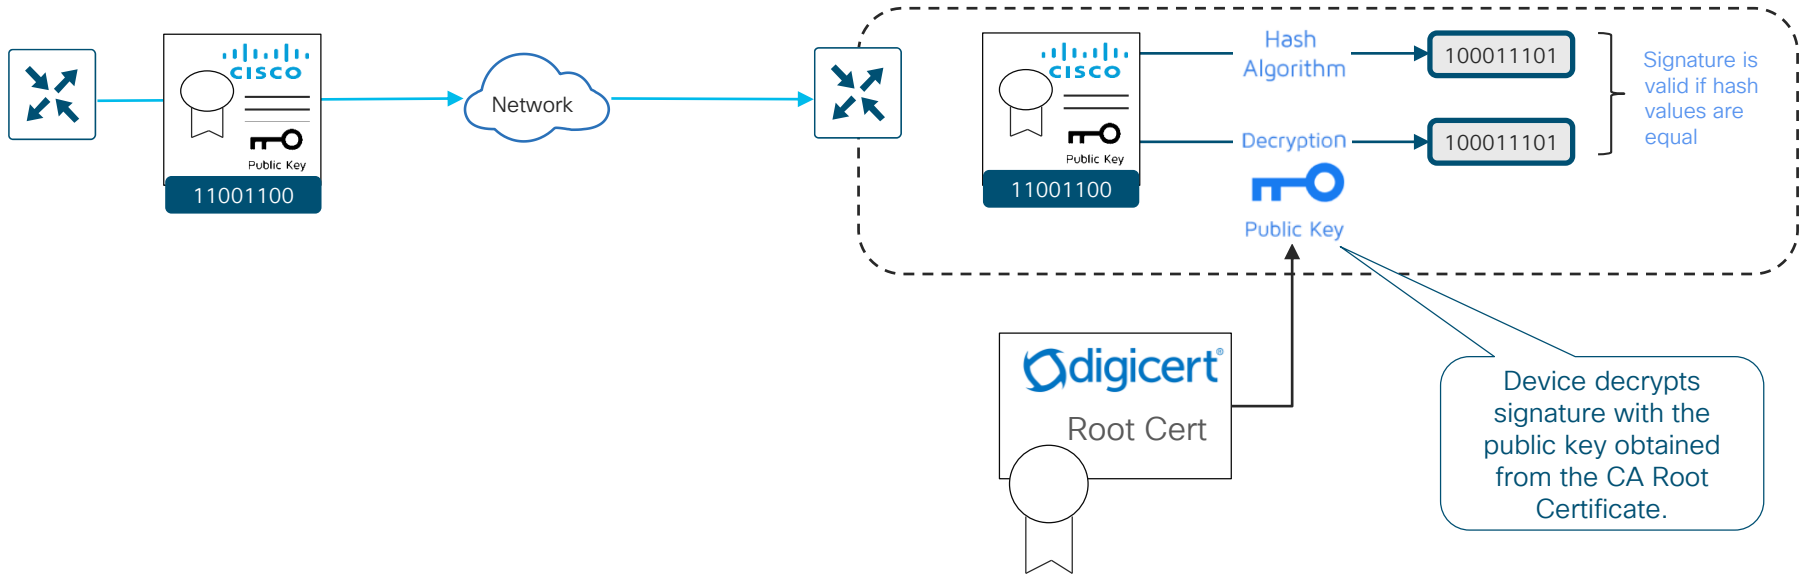 CISCO
Public Key
11001100
Network
CISCO
Public Key
11001100
Hash
Algorithm
100011101
Decryption
100011101
Public Key
Signature is
valid if hash
values are
equal
digicert®
Root Cert
Device decrypts
signature with the
public key obtained
from the CA Root
Certificate.